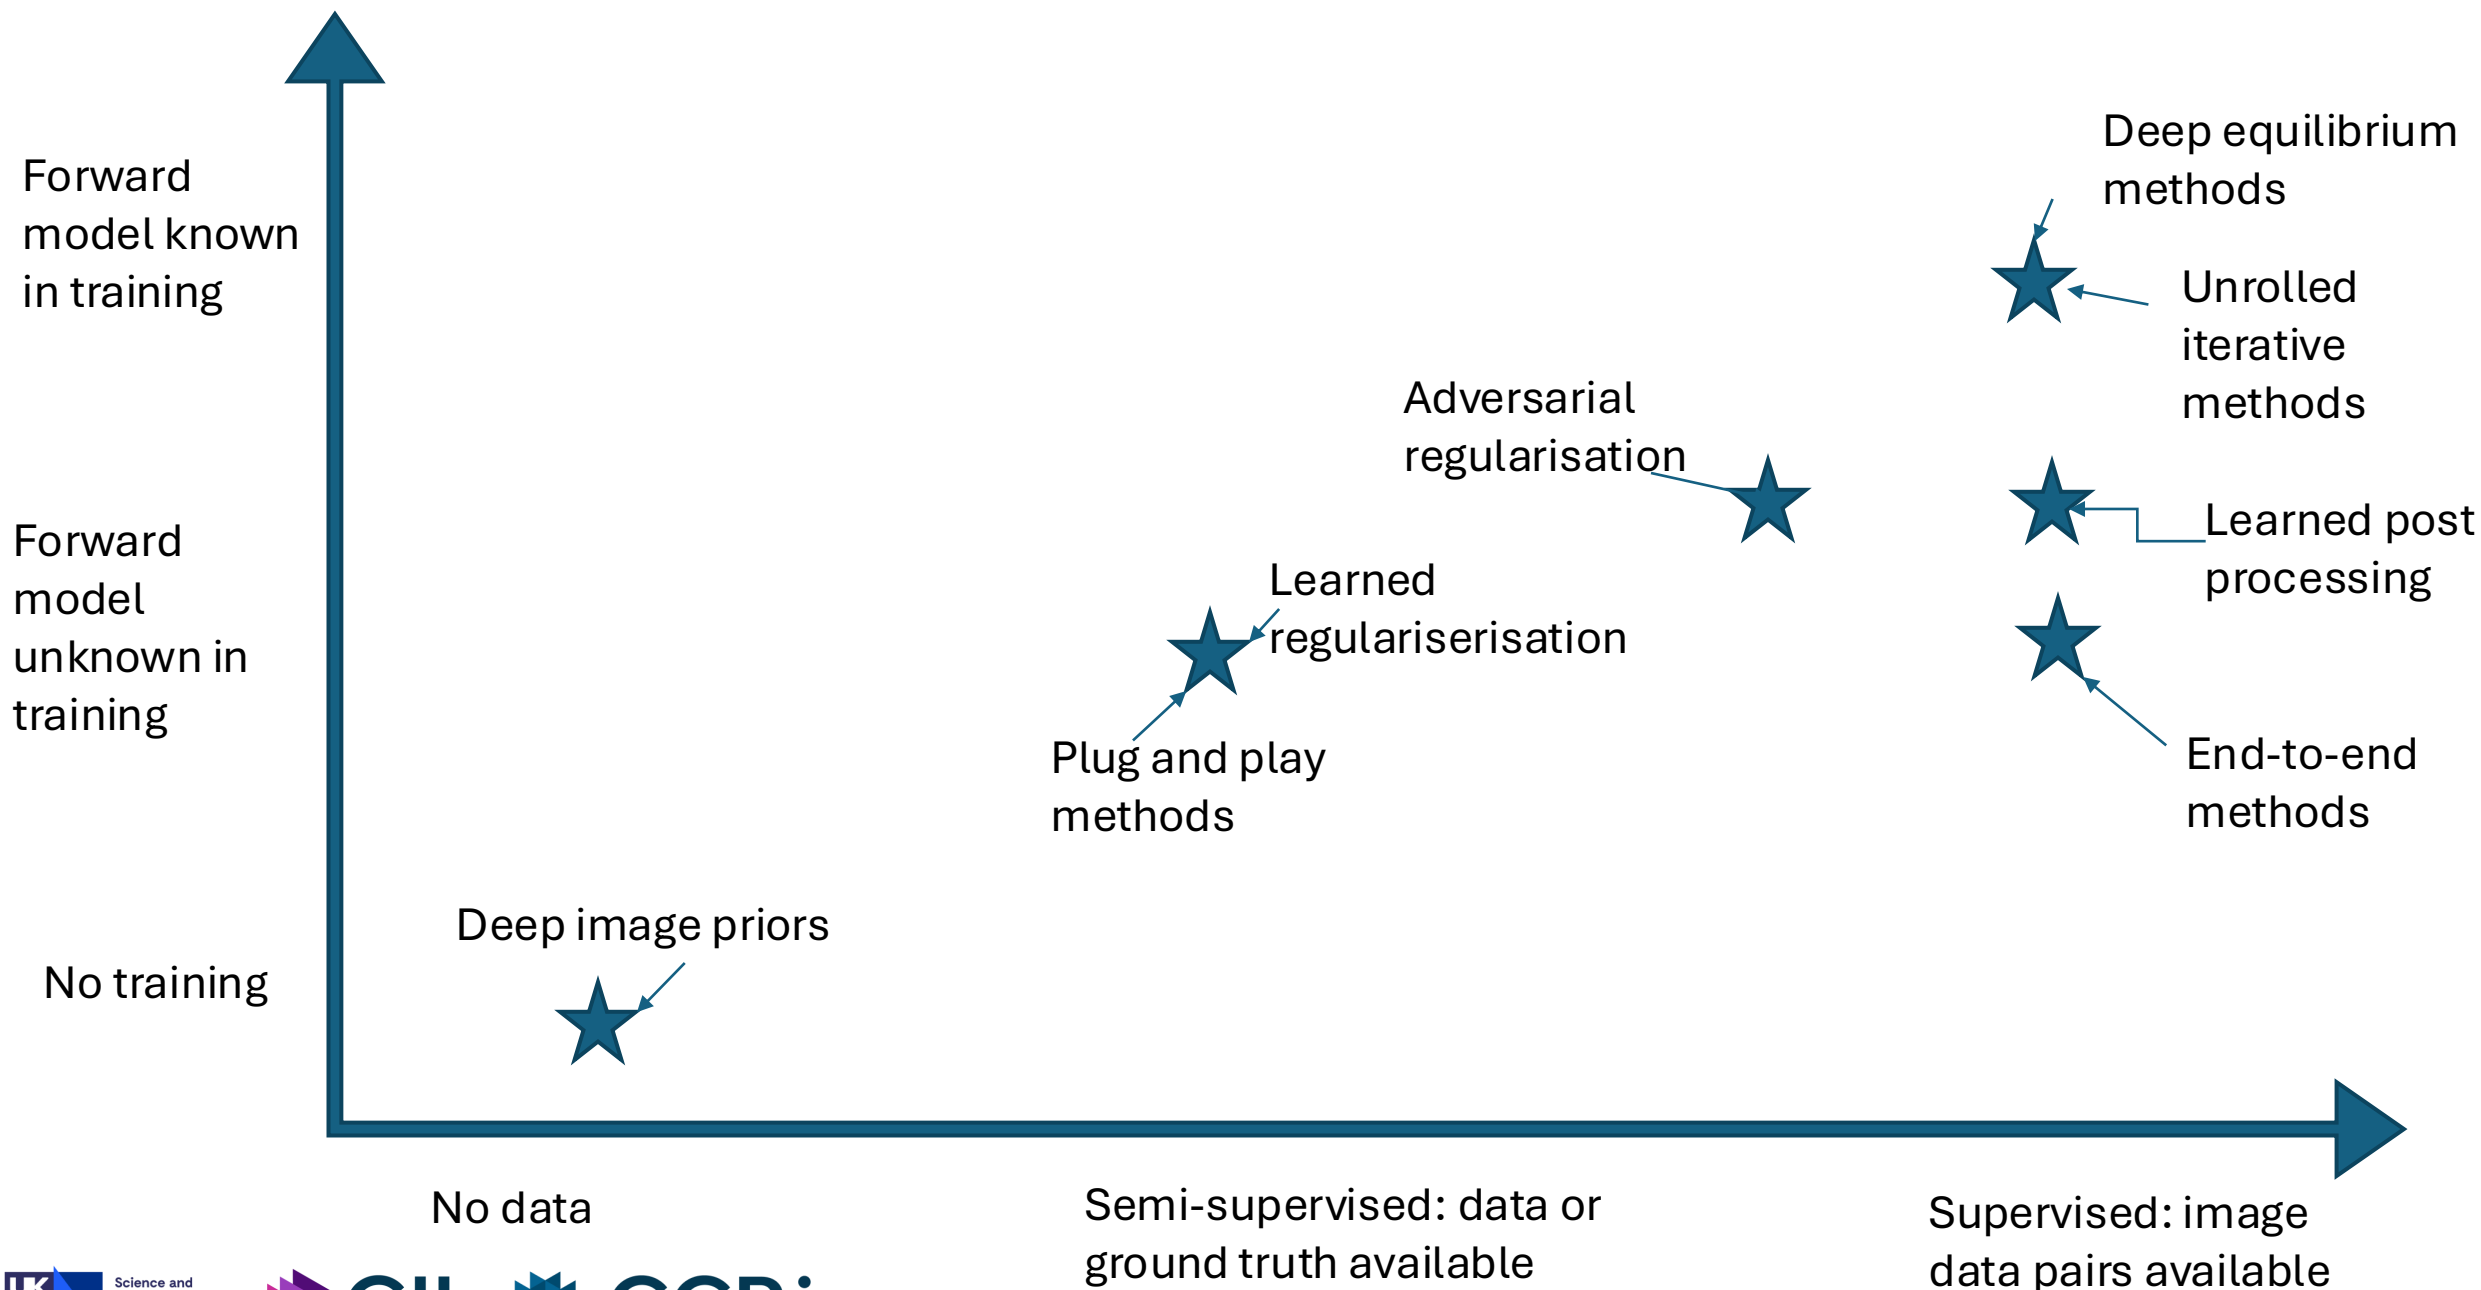 Deep equilibrium
methods
Forward
model known
in training
Unrolled
iterative
methods
Adversarial
regularisation
Learned post
processing
Forward
model
unknown in
training
Learned
regulariserisation
Plug and play
methods
End-to-end
methods
Deep image priors
No training
No data
Semi-supervised: data or
ground truth available
Supervised: image
data pairs available
Science and